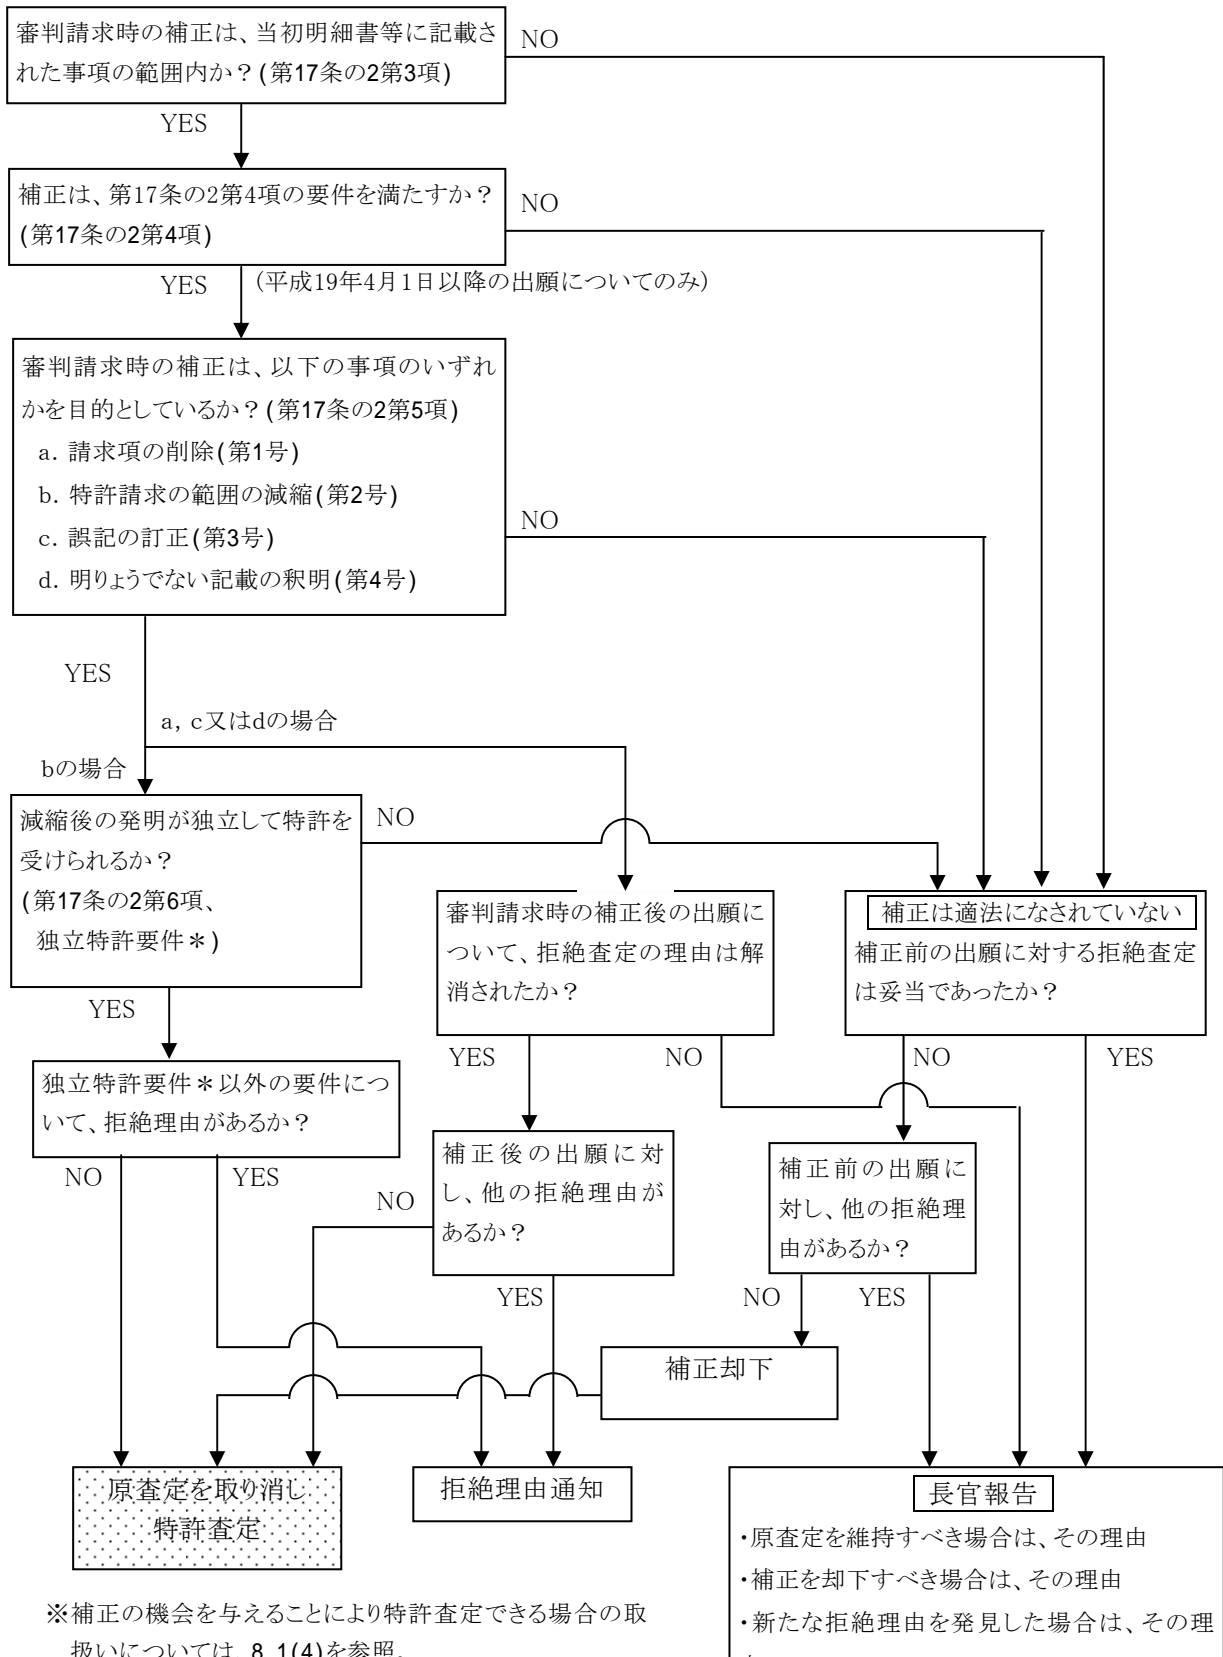 審判請求時の補正は、当初明細書等に記載さ
れた事項の範囲内か？(第17条の2第3項)
NO
YES
補正は、第17条の2第4項の要件を満たすか？
(第17条の2第4項)
NO
YES
(平成19年4月1日以降の出願についてのみ)
審判請求時の補正は、以下の事項のいずれ
かを目的としているか？(第17条の2第5項)
a. 請求項の削除(第1号)
b. 特許請求の範囲の減縮(第2号)
c. 誤記の訂正(第3号)
d. 明りょうでない記載の釈明(第4号)
NO
YES
a, c又はdの場合
bの場合
減縮後の発明が独立して特許を
受けられるか？
(第17条の2第6項、
独立特許要件＊)
NO
YES
審判請求時の補正後の出願に
ついて、拒絶査定の理由は解
消されたか？
YES
NO
補正は適法になされていない
補正前の出願に対する拒絶査定
は妥当であったか？
NO
YES
独立特許要件＊以外の要件につ
いて、拒絶理由があるか？
NO
YES
補正後の出願に対
し、他の拒絶理由が
あるか？
NO
YES
補正前の出願に
対し、他の拒絶理
由があるか？
NO
YES
補正却下
原査定を取り消し
特許査定
拒絶理由通知
長官報告
・原査定を維持すべき場合は、その理由
・補正を却下すべき場合は、その理由
・新たな拒絶理由を発見した場合は、その理
※補正の機会を与えることにより特許査定できる場合の取
扱いについては、8.1(4)を参照。